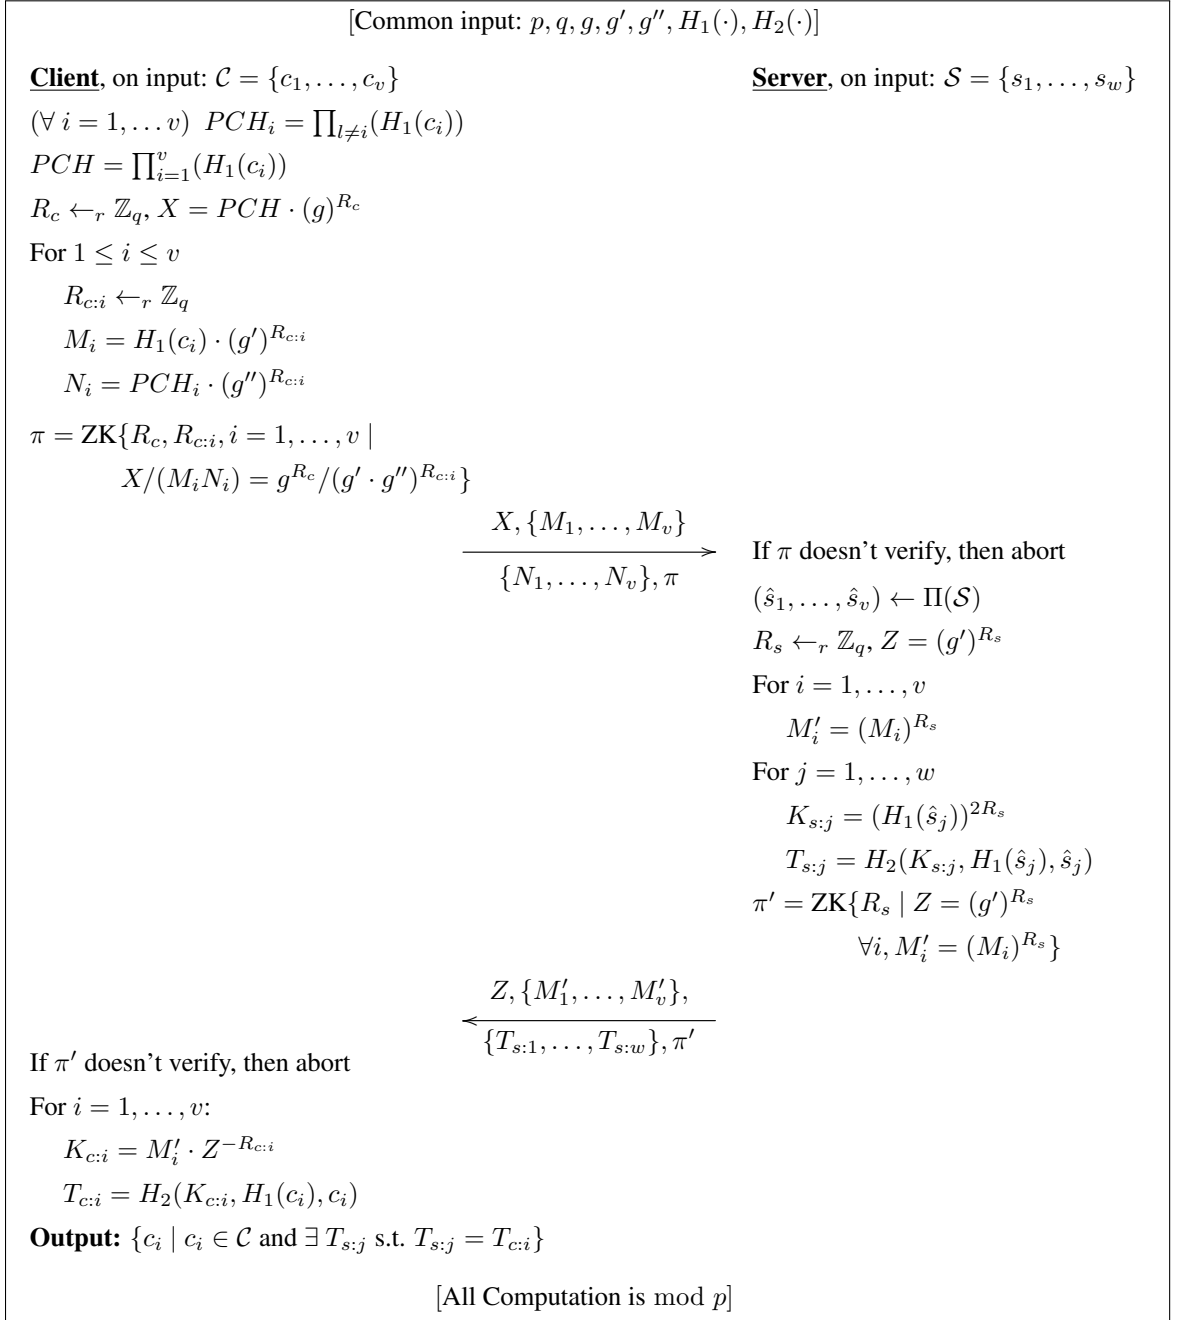 [Common input: p, q, g, g′, g′′, H₁(·), H₂(·)]
Client, on input: 𝒞 = {c₁, . . . , c_v}
Server, on input: 𝒮 = {s₁, . . . , s_w}
(∀ i = 1, . . . v) PCH_i = ∏_{l≠i}(H₁(c_i))
PCH = ∏_{i=1}^{v}(H₁(c_i))
R_c ←_r ℤ_q, X = PCH · (g)^{R_c}
For 1 ≤ i ≤ v
R_{c:i} ←_r ℤ_q
M_i = H₁(c_i) · (g′)^{R_{c:i}}
N_i = PCH_i · (g′′)^{R_{c:i}}
π = ZK{R_c, R_{c:i}, i = 1, . . . , v |
X/(M_iN_i) = g^{R_c}/(g′ · g′′)^{R_{c:i}}}
X, {M₁, . . . , M_v}
{N₁, . . . , N_v}, π
If π doesn't verify, then abort
(ŝ₁, . . . , ŝ_v) ← Π(𝒮)
R_s ←_r ℤ_q, Z = (g′)^{R_s}
For i = 1, . . . , v
M′_i = (M_i)^{R_s}
For j = 1, . . . , w
K_{s:j} = (H₁(ŝ_j))^{2R_s}
T_{s:j} = H₂(K_{s:j}, H₁(ŝ_j), ŝ_j)
π′ = ZK{R_s | Z = (g′)^{R_s}
∀i, M′_i = (M_i)^{R_s}}
Z, {M′₁, . . . , M′_v},
{T_{s:1}, . . . , T_{s:w}}, π′
If π′ doesn't verify, then abort
For i = 1, . . . , v:
K_{c:i} = M′_i · Z^{−R_{c:i}}
T_{c:i} = H₂(K_{c:i}, H₁(c_i), c_i)
Output: {c_i | c_i ∈ 𝒞 and ∃ T_{s:j} s.t. T_{s:j} = T_{c:i}}
[All Computation is mod p]